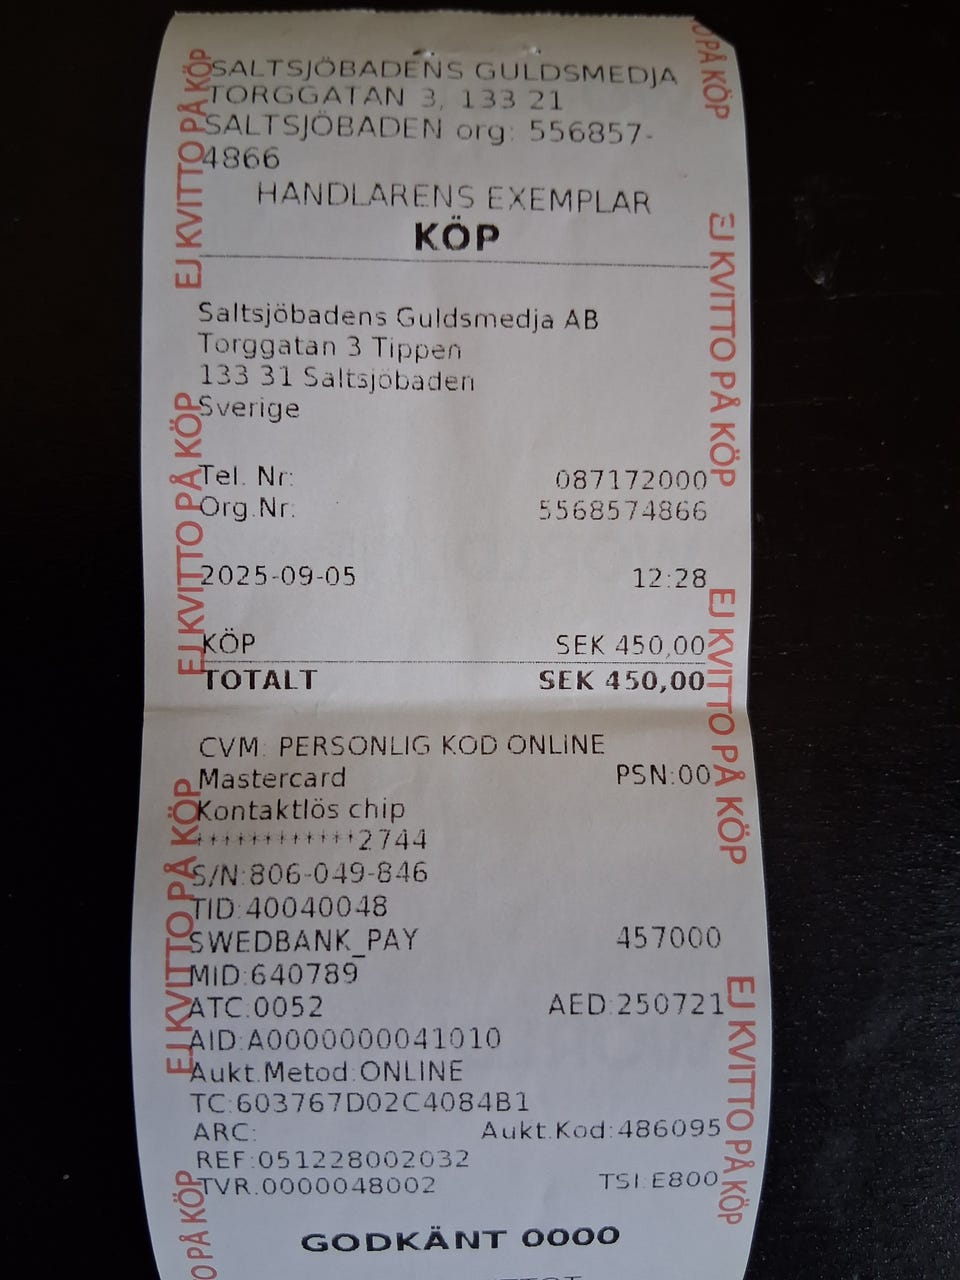 SALTSJÖBADENS GULDSMEDJA
TORGGATAN 3, 133 21
SALTSJÖBADEN org: 556857-
4866
HANDLARENS EXEMPLAR
KÖP
Saltsjöbadens Guldsmedja AB
Torggatan 3 Tippen
133 31 Saltsjöbaden
Sverige
Tel. Nr: 087172000
Org.Nr: 5568574866
2025-09-05 12:28
KÖP SEK 450,00
TOTALT SEK 450,00
CVM: PERSONLIG KOD ONLINE
Mastercard PSN:00
Kontaktlös chip
************2744
S/N:806-049-846
TID:40040048
SWEDBANK_PAY 457000
MID:640789
ATC:0052 AED:250721
AID:A0000000041010
Aukt.Metod:ONLINE
TC:603767D02C4084B1
ARC: Aukt.Kod:486095
REF:051228002032
TVR:0000048002 TSI:E800
GODKÄNT 0000
EJ KVITTO PÅ KÖP
EJ KVITTO PÅ KÖP
EJ KVITTO PÅ KÖP
O PÅ KÖP
O PÅ KÖP
EJ KVITTO PÅ KÖP
EJ KVITTO PÅ KÖP
EJ KVITTO PÅ KÖP